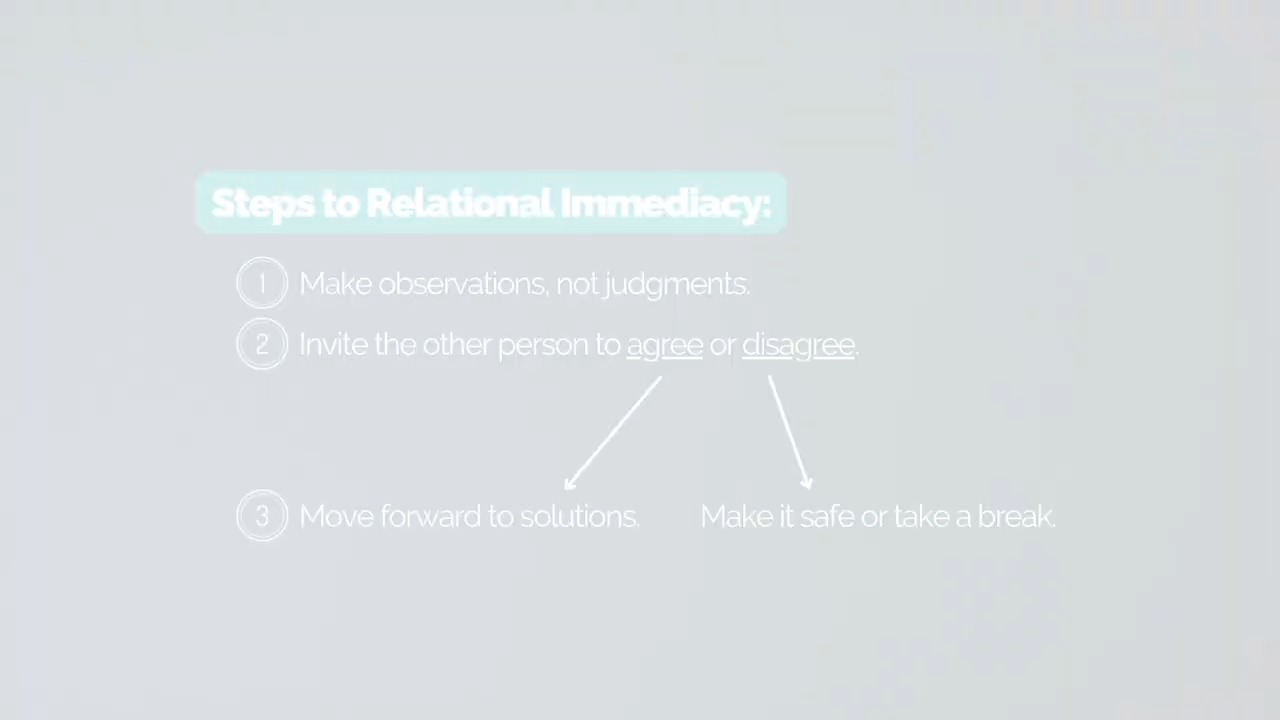 Steps to Relational Immediacy:
1 Make observations, not judgments.
2 Invite the other person to agree or disagree.
3 Move forward to solutions. Make it safe or take a break.